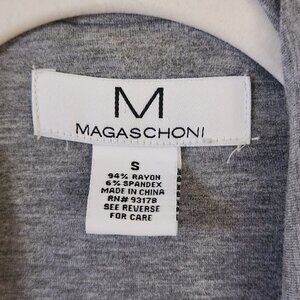 M
MAGASCHONI
S
94% RAYON
6% SPANDEX
MADE IN CHINA
RN# 93178
SEE REVERSE
FOR CARE